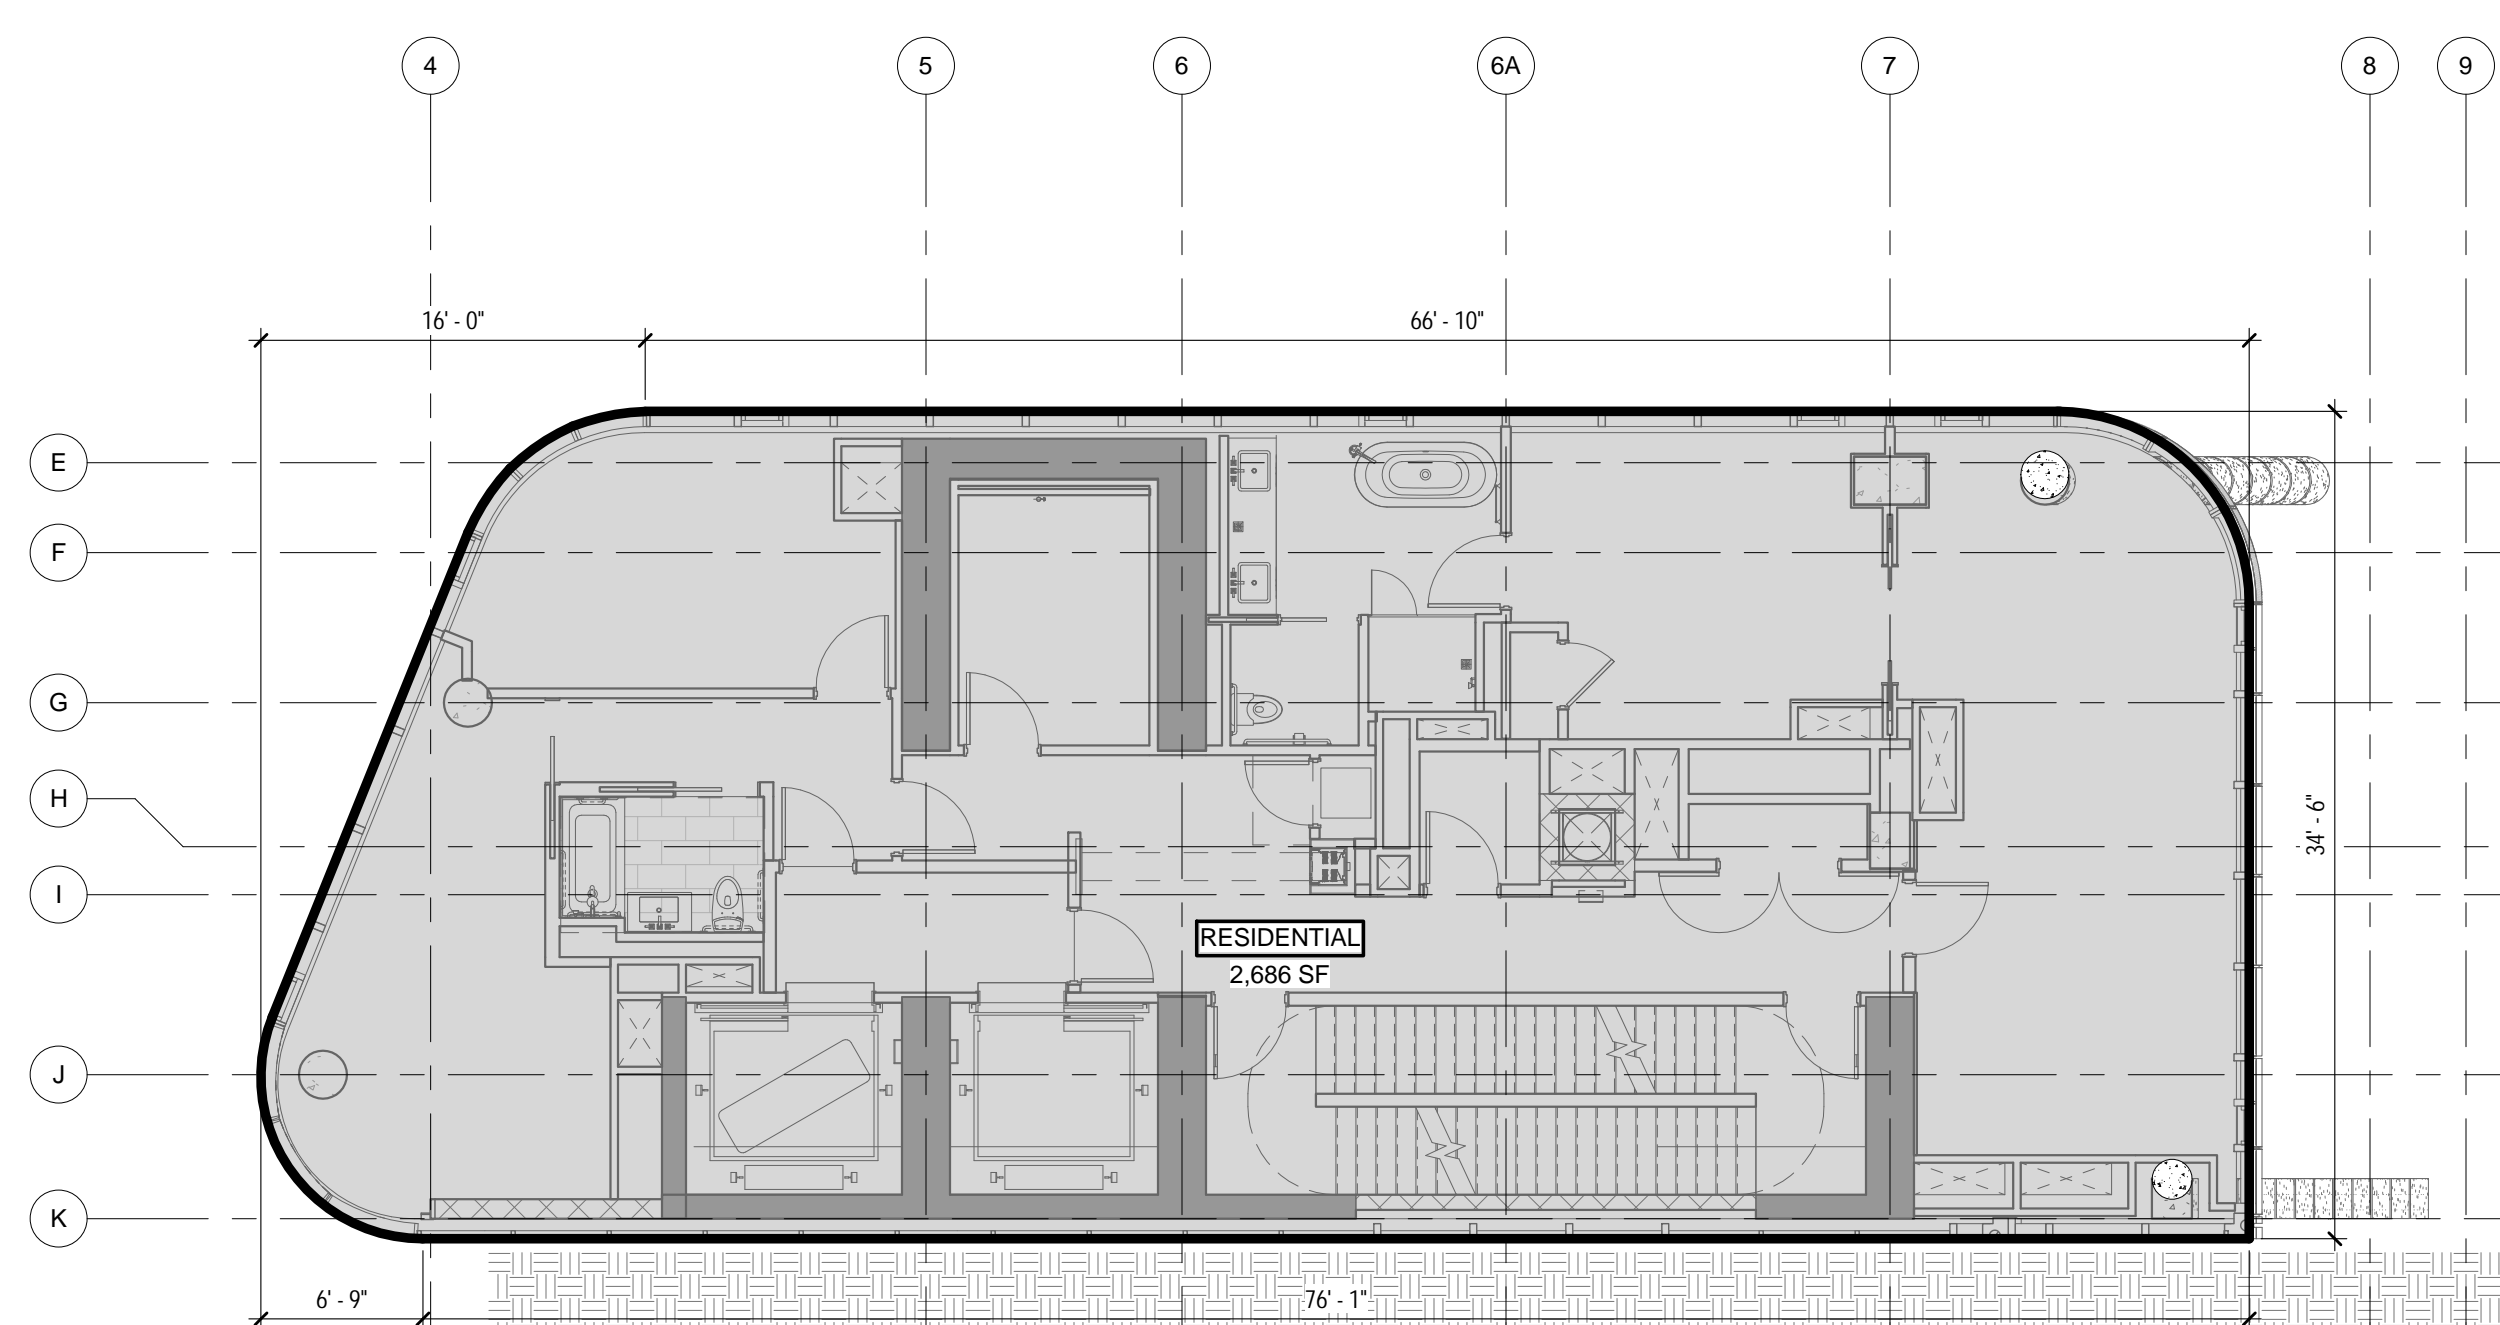 4
5
6
6A
7
8
9
16' - 0"
66' - 10"
E
F
G
H
I
J
K
34' - 6"
RESIDENTIAL
2,686 SF
6' - 9"
76' - 1"